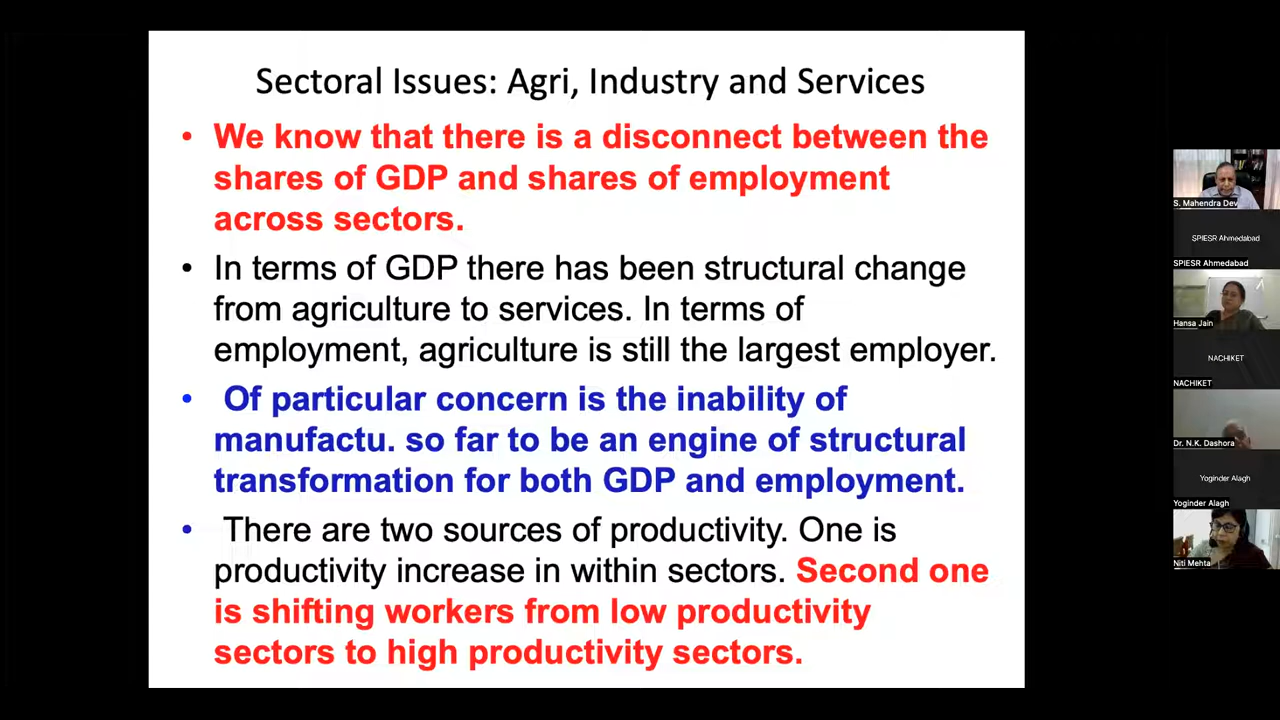 Sectoral Issues: Agri, Industry and Services
• We know that there is a disconnect between the
shares of GDP and shares of employment
across sectors.
• In terms of GDP there has been structural change
from agriculture to services. In terms of
employment, agriculture is still the largest employer.
• Of particular concern is the inability of
manufactu. so far to be an engine of structural
transformation for both GDP and employment.
• There are two sources of productivity. One is
productivity increase in within sectors. Second one
is shifting workers from low productivity
sectors to high productivity sectors.
S. Mahendra Dev
SPIESR Ahmedabad
SPIESR Ahmedabad
Hansa Jain
NACHIKET
NACHIKET
Dr. N.K. Dashora
Yoginder Alagh
Yoginder Alagh
Niti Mehta